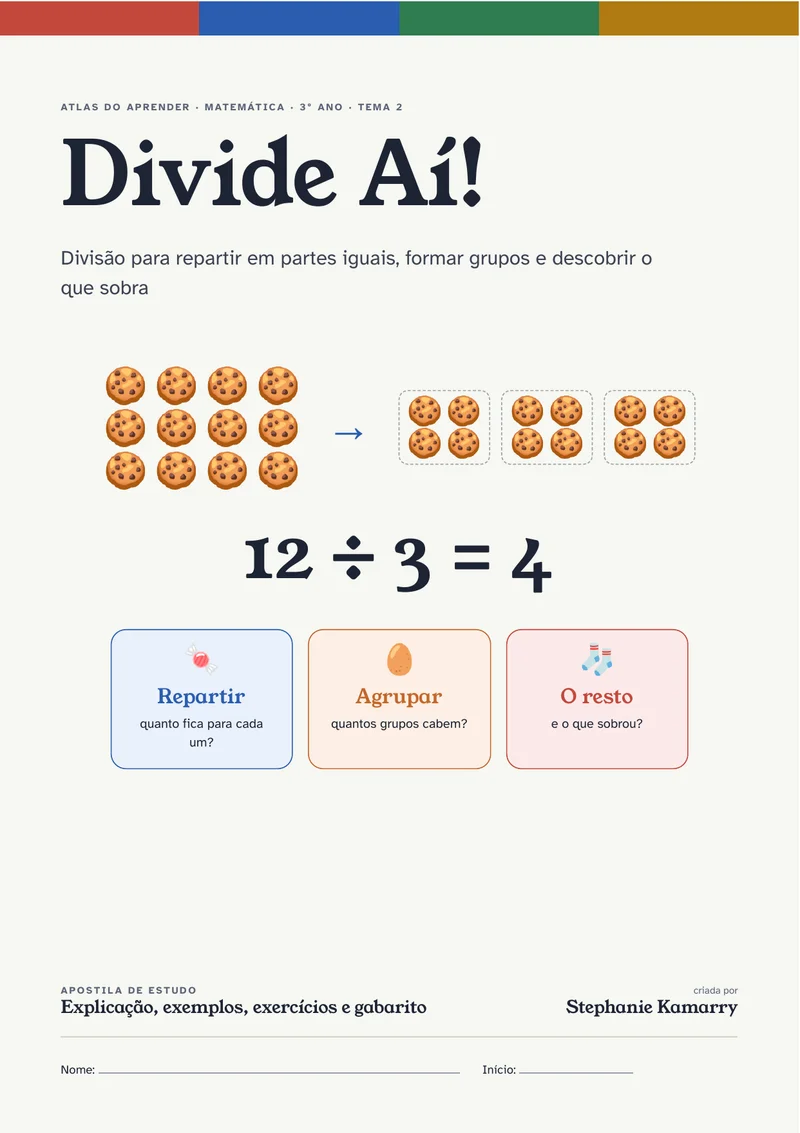 ATLAS DO APRENDER · MATEMÁTICA · 3º ANO · TEMA 2
Divide Aí!
Divisão para repartir em partes iguais, formar grupos e descobrir o
que sobra
→
12 ÷ 3 = 4
Repartir
quanto fica para cada
um?
Agrupar
quantos grupos cabem?
O resto
e o que sobrou?
APOSTILA DE ESTUDO
Explicação, exemplos, exercícios e gabarito
criada por
Stephanie Kamarry
Nome:
Início: